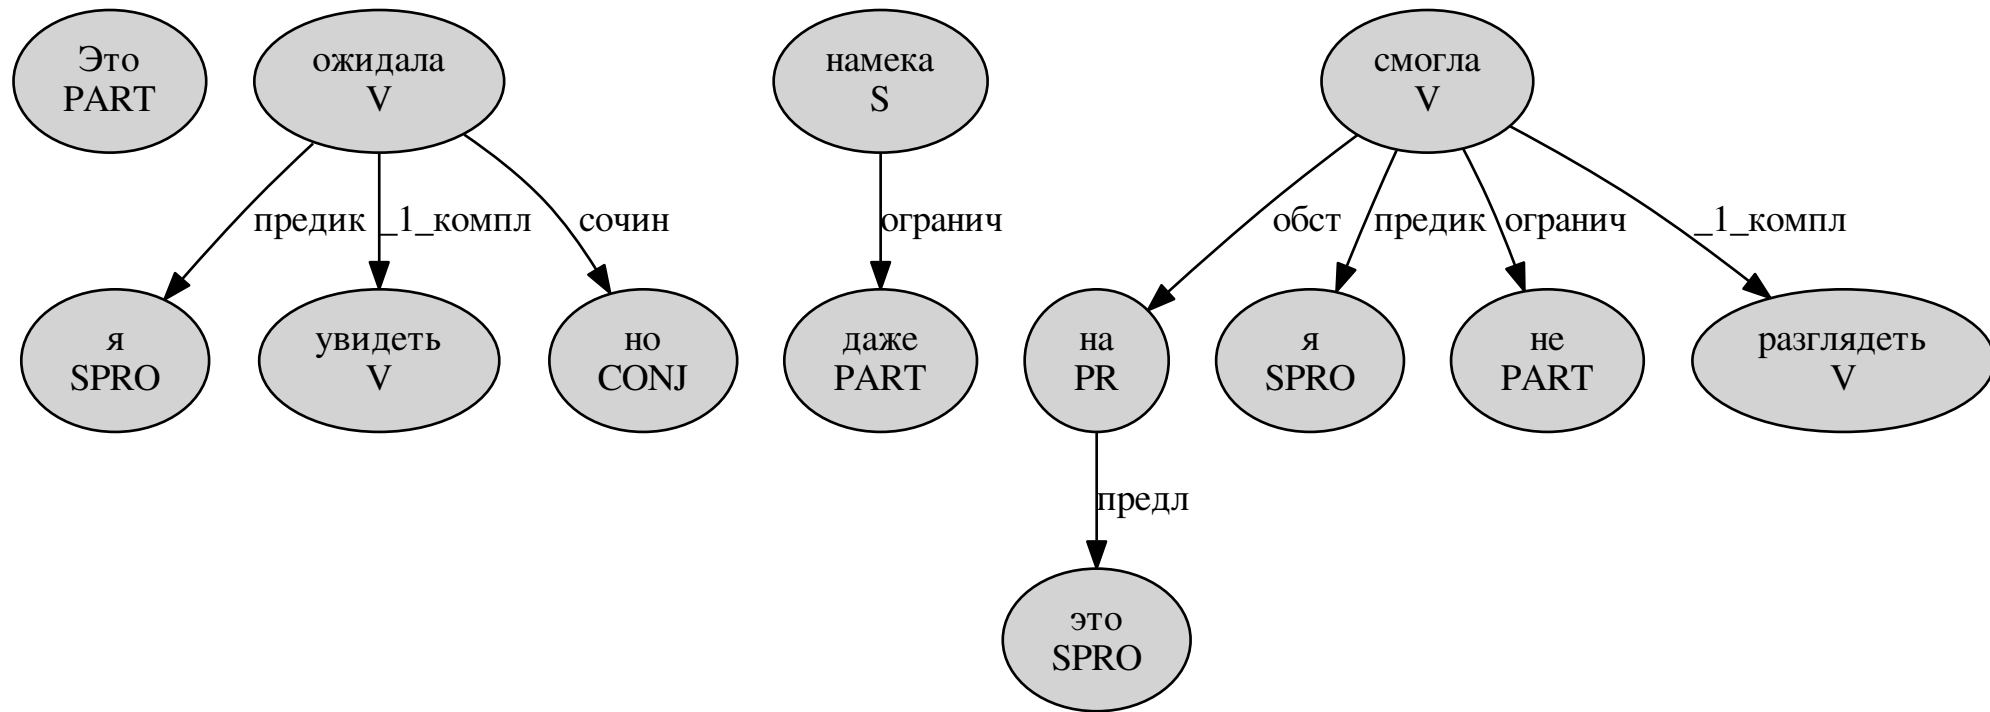 Это
PART
ожидала
V
намека
S
смогла
V
предик
_1_компл
сочин
огранич
обст
предик
огранич
_1_компл
я
SPRO
увидеть
V
но
CONJ
даже
PART
на
PR
я
SPRO
не
PART
разглядеть
V
предл
это
SPRO